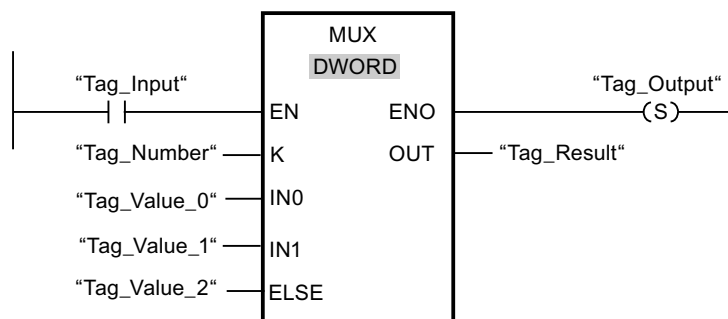 MUX
DWORD
“Tag_Input“
“Tag_Output“
EN ENO
(S)
“Tag_Number“ K OUT “Tag_Result“
“Tag_Value_0“ IN0
“Tag_Value_1“ IN1
“Tag_Value_2“ ELSE